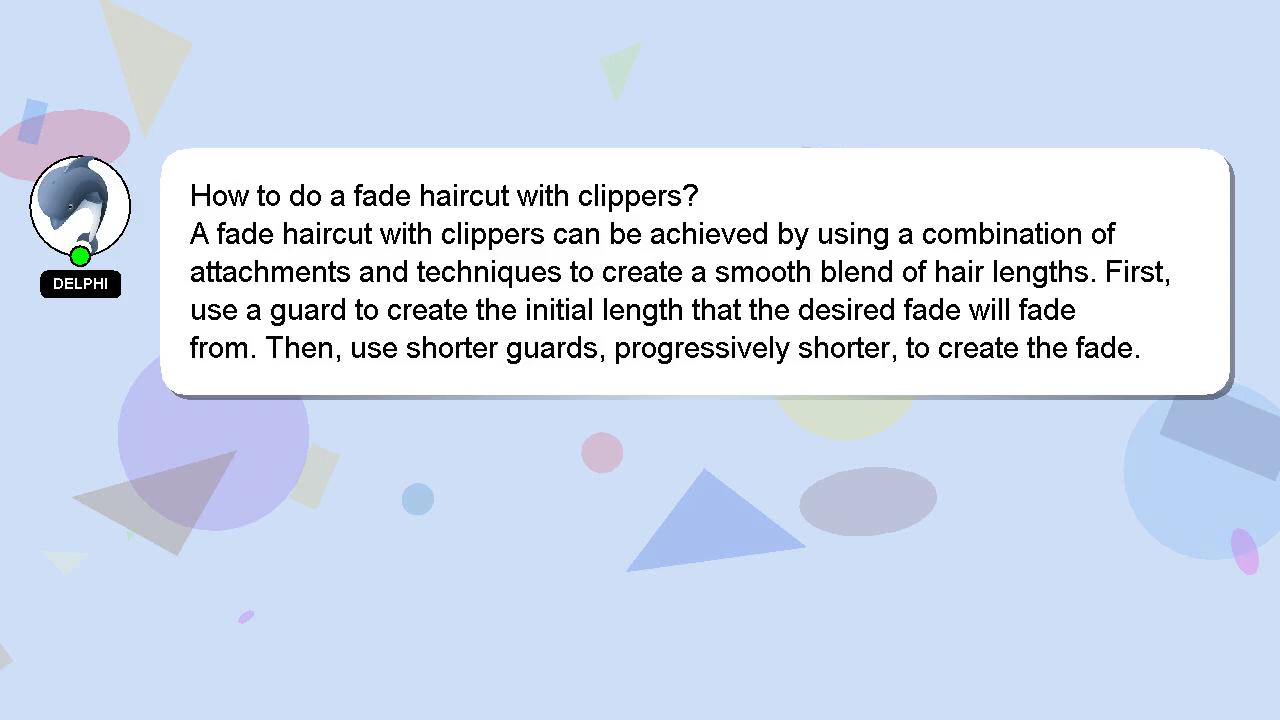 How to do a fade haircut with clippers?
A fade haircut with clippers can be achieved by using a combination of
attachments and techniques to create a smooth blend of hair lengths. First,
use a guard to create the initial length that the desired fade will fade
from. Then, use shorter guards, progressively shorter, to create the fade.
DELPHI